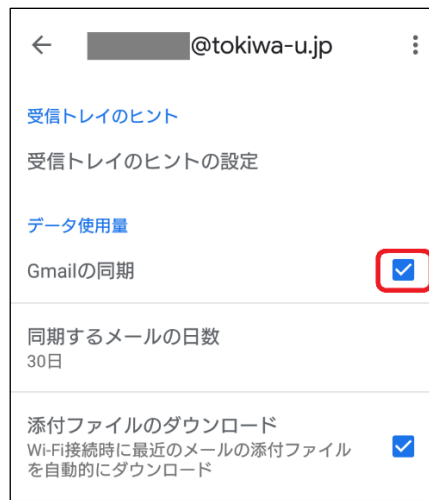 @tokiwa-u.jp
受信トレイのヒント
受信トレイのヒントの設定
データ使用量
Gmailの同期
同期するメールの日数
30日
添付ファイルのダウンロード
Wi-Fi接続時に最近のメールの添付ファイル
を自動的にダウンロード